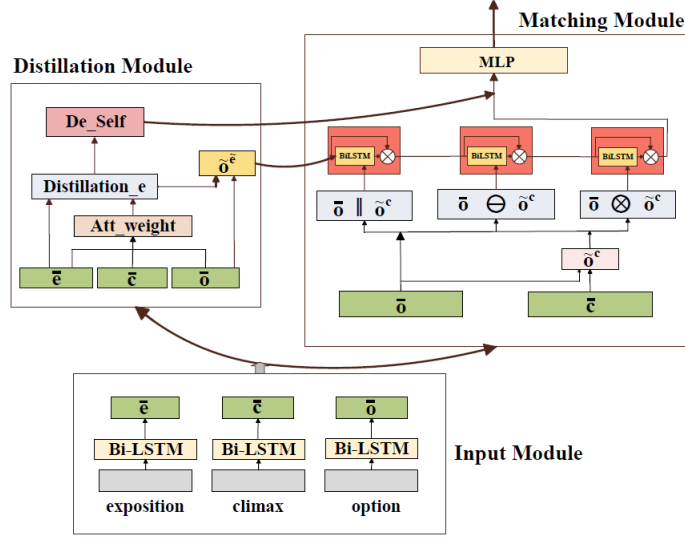 Matching Module
MLP
Distillation Module
De_Self
õ^ẽ
Distillation_e
Att_weight
ē c̄ ō
BiLSTM BiLSTM BiLSTM
ō ‖ õ^c ō ⊖ õ^c ō ⊗ õ^c
õ^c
ō c̄
ē c̄ ō
Bi-LSTM Bi-LSTM Bi-LSTM
Input Module
exposition climax option